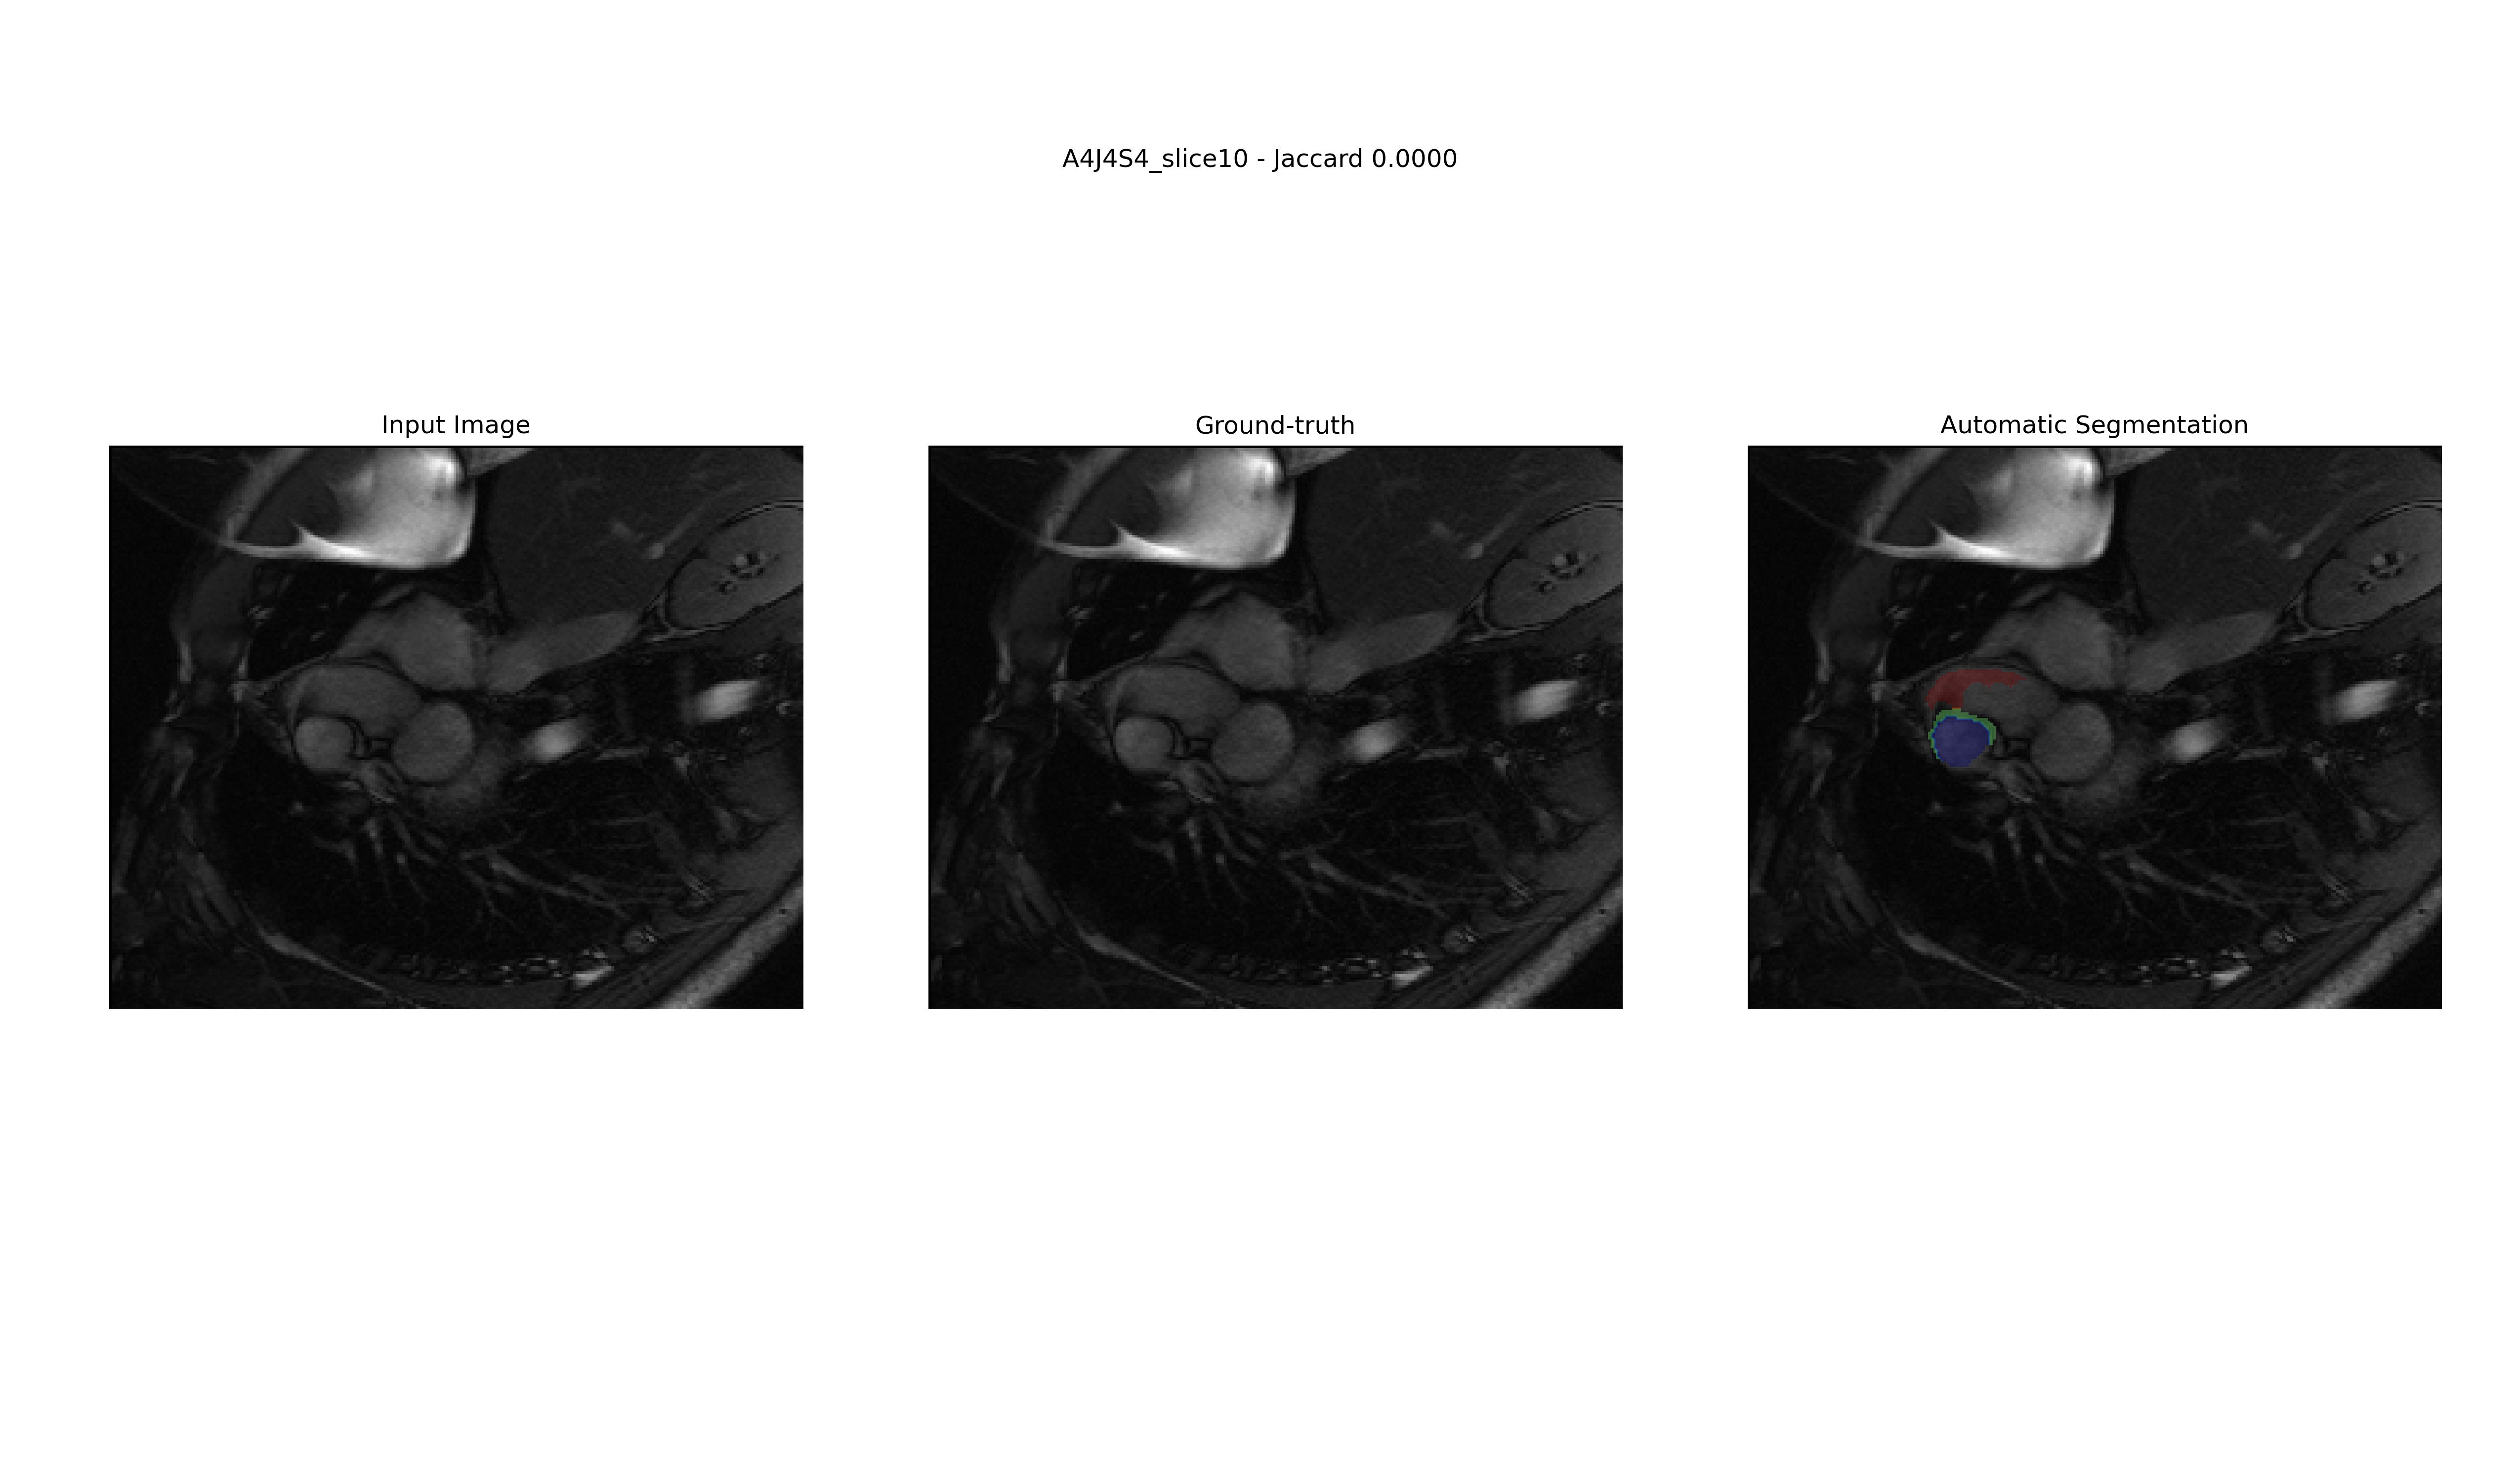 A4J4S4_slice10 - Jaccard 0.0000
Input Image
Ground-truth
Automatic Segmentation